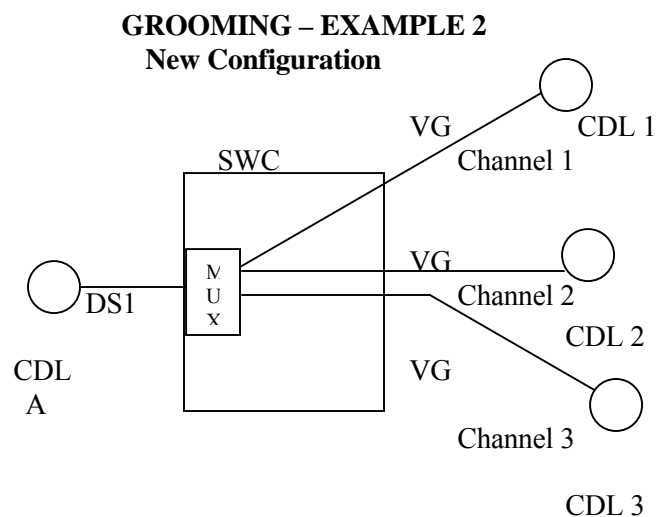 GROOMING – EXAMPLE 2
New Configuration
VG
CDL 1
SWC
Channel 1
M
U
X
VG
DS1
Channel 2
CDL 2
CDL
A
VG
Channel 3
CDL 3